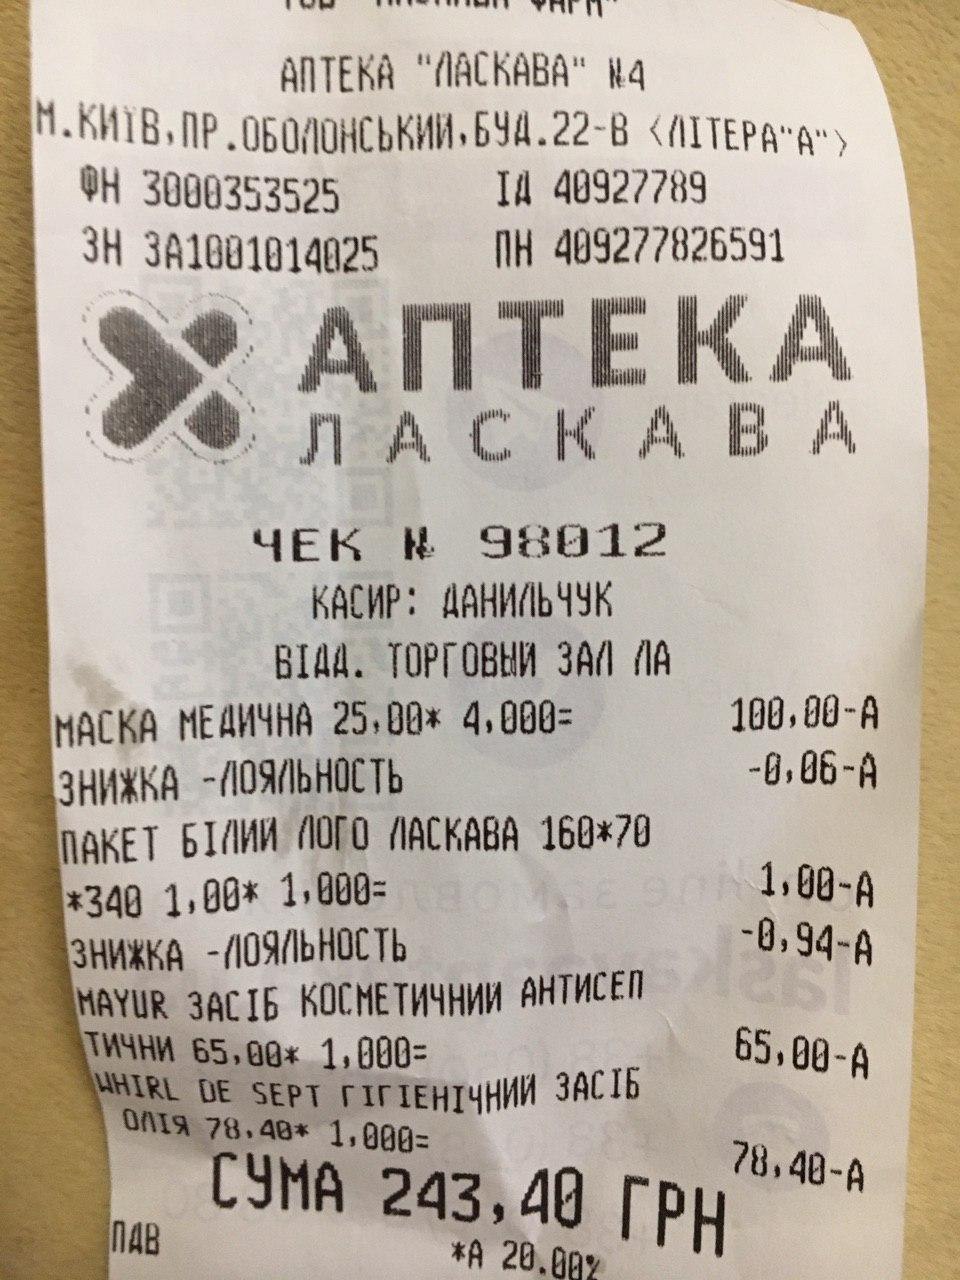 АПТЕКА "ЛАСКАВА" №4
М.КИЇВ,ПР.ОБОЛОНСЬКИЙ,БУД.22-В <ЛІТЕРА"А">
ФН 3000353525 ІД 40927789
ЗН ЗА1001014025 ПН 409277826591
АПТЕКА
ЛАСКАВА
ЧЕК № 98012
КАСИР: ДАНИЛЬЧУК
ВІДД. ТОРГОВЫЙ ЗАЛ ЛА
МАСКА МЕДИЧНА 25,00* 4,000= 100,00-А
ЗНИЖКА -ЛОЯЛЬНОСТЬ -0,06-А
ПАКЕТ БІЛИЙ ЛОГО ЛАСКАВА 160*70
*340 1,00* 1,000= 1,00-А
ЗНИЖКА -ЛОЯЛЬНОСТЬ -0,94-А
MAYUR ЗАСІБ КОСМЕТИЧНИЙ АНТИСЕП
ТИЧНИ 65,00* 1,000= 65,00-А
WHIRL DE SEPT ГІГІЕНІЧНИЙ ЗАСІБ
ОЛІЯ 78,40* 1,000= 78,40-А
СУМА 243,40 ГРН
ПДВ *А 20.00%